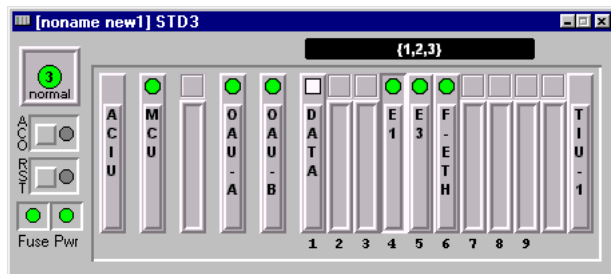 [noname new1] STD3
{1,2,3}
3
normal
ACO
RST
Fuse Pwr
ACIU
MCU
OAU-A
OAU-B
DATA
E1
E3
F-ETH
TIU-1
1 2 3 4 5 6 7 8 9